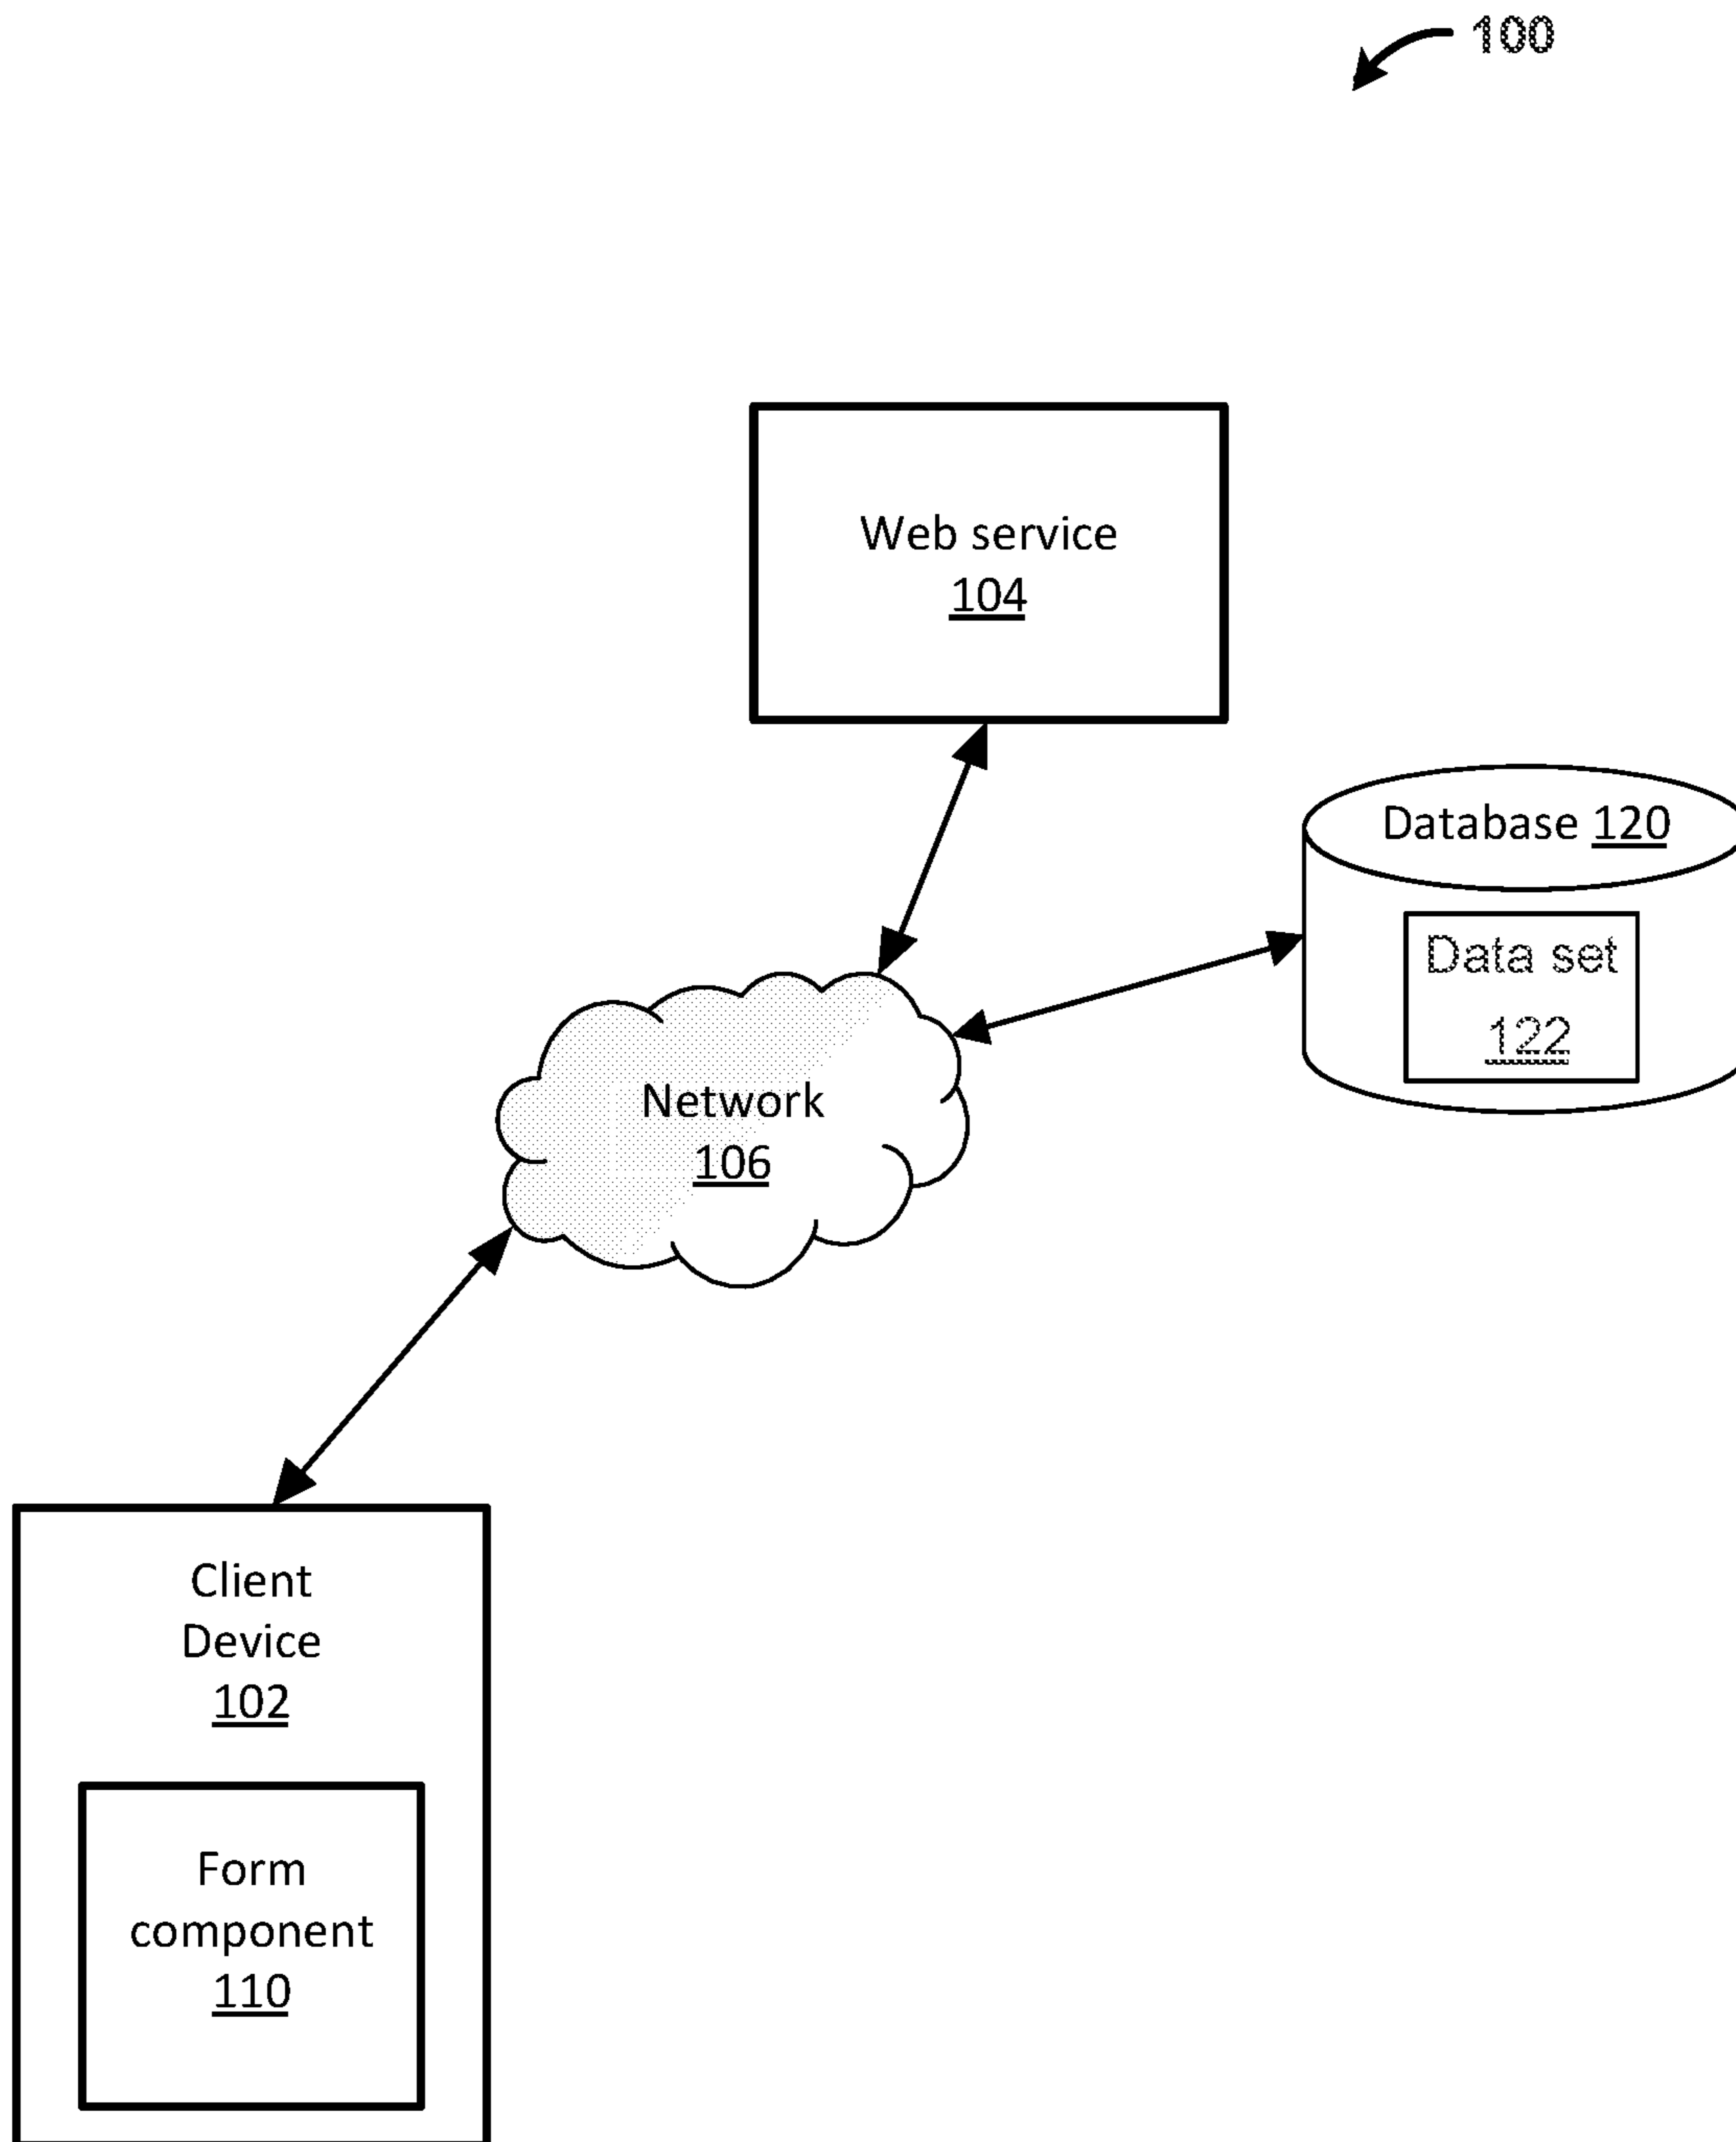 100
Web service
104
Database 120
Data set
122
Network
106
Client
Device
102
Form
component
110